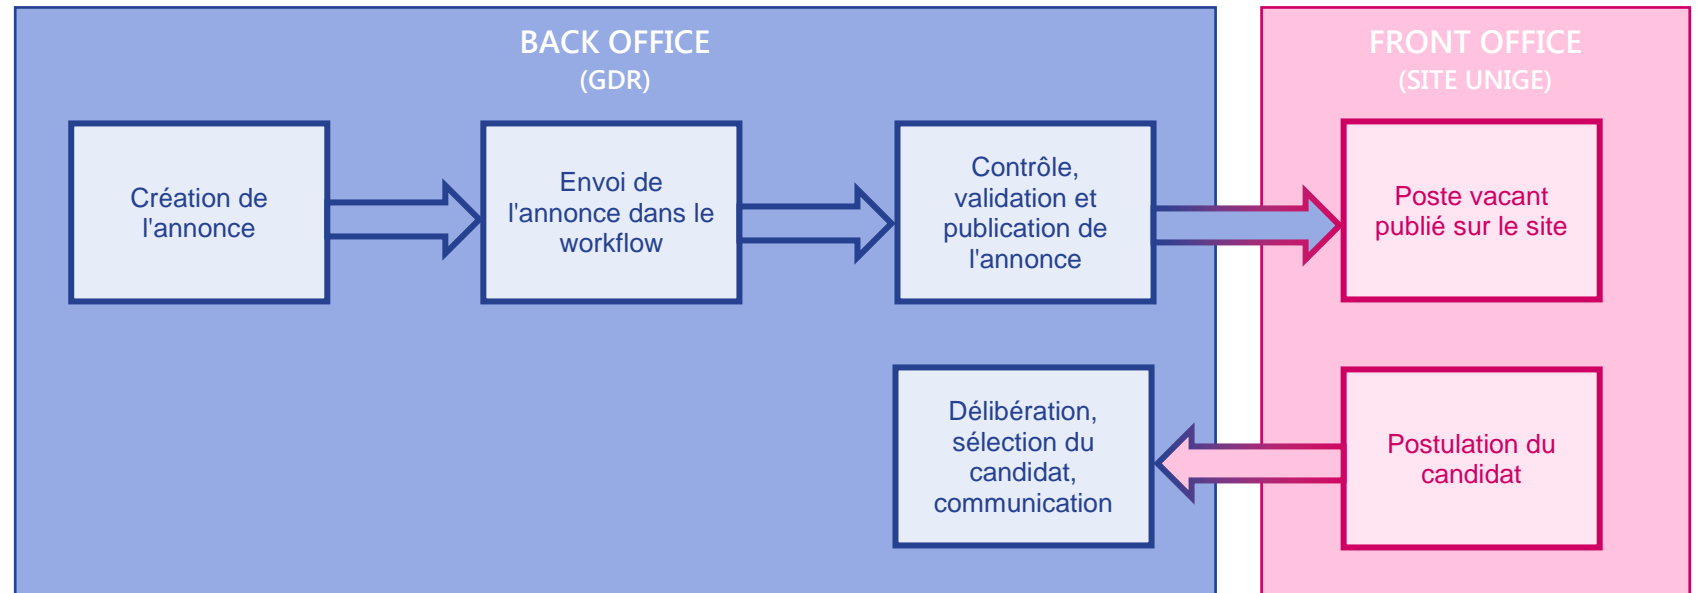 BACK OFFICE
(GDR)
FRONT OFFICE
(SITE UNIGE)
Création de
l'annonce
Envoi de
l'annonce dans le
workflow
Contrôle,
validation et
publication de
l'annonce
Poste vacant
publié sur le site
Délibération,
sélection du
candidat,
communication
Postulation du
candidat